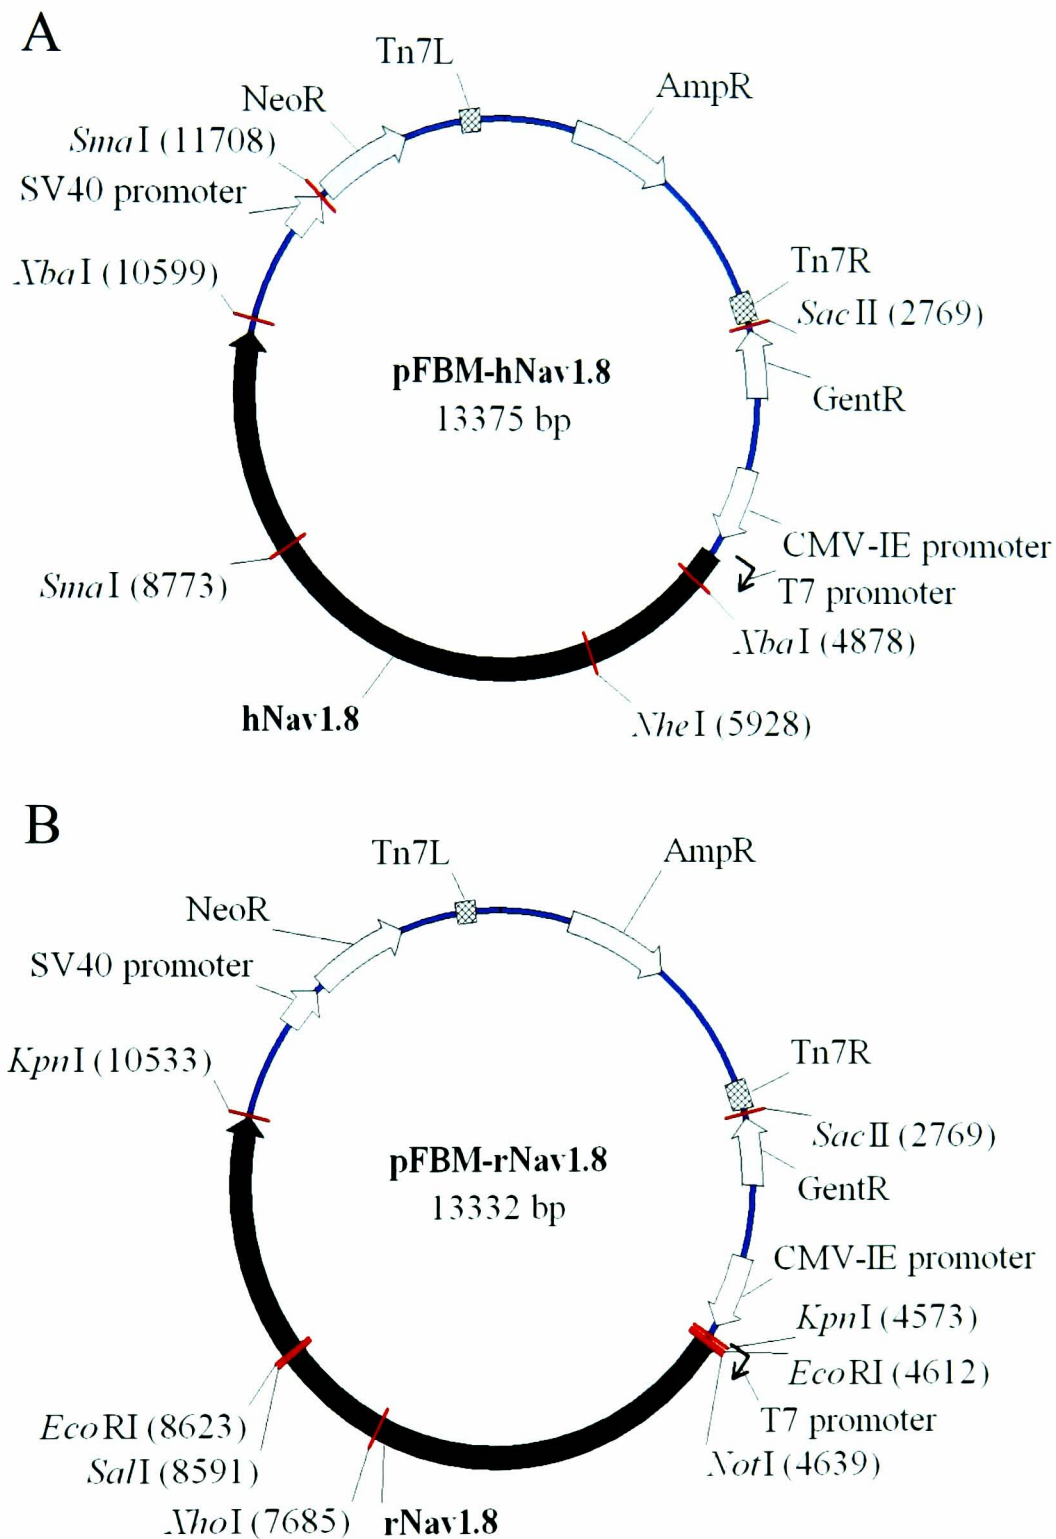 A
Tn7L
NeoR
AmpR
SmaI (11708)
SV40 promoter
XbaI (10599)
Tn7R
SacII (2769)
pFBM-hNav1.8
13375 bp
GentR
CMV-IE promoter
T7 promoter
SmaI (8773)
XbaI (4878)
hNav1.8
NheI (5928)
B
Tn7L
AmpR
NeoR
SV40 promoter
KpnI (10533)
Tn7R
SacII (2769)
pFBM-rNav1.8
13332 bp
GentR
CMV-IE promoter
KpnI (4573)
EcoRI (4612)
T7 promoter
EcoRI (8623)
SalI (8591)
NotI (4639)
XhoI (7685)
rNav1.8